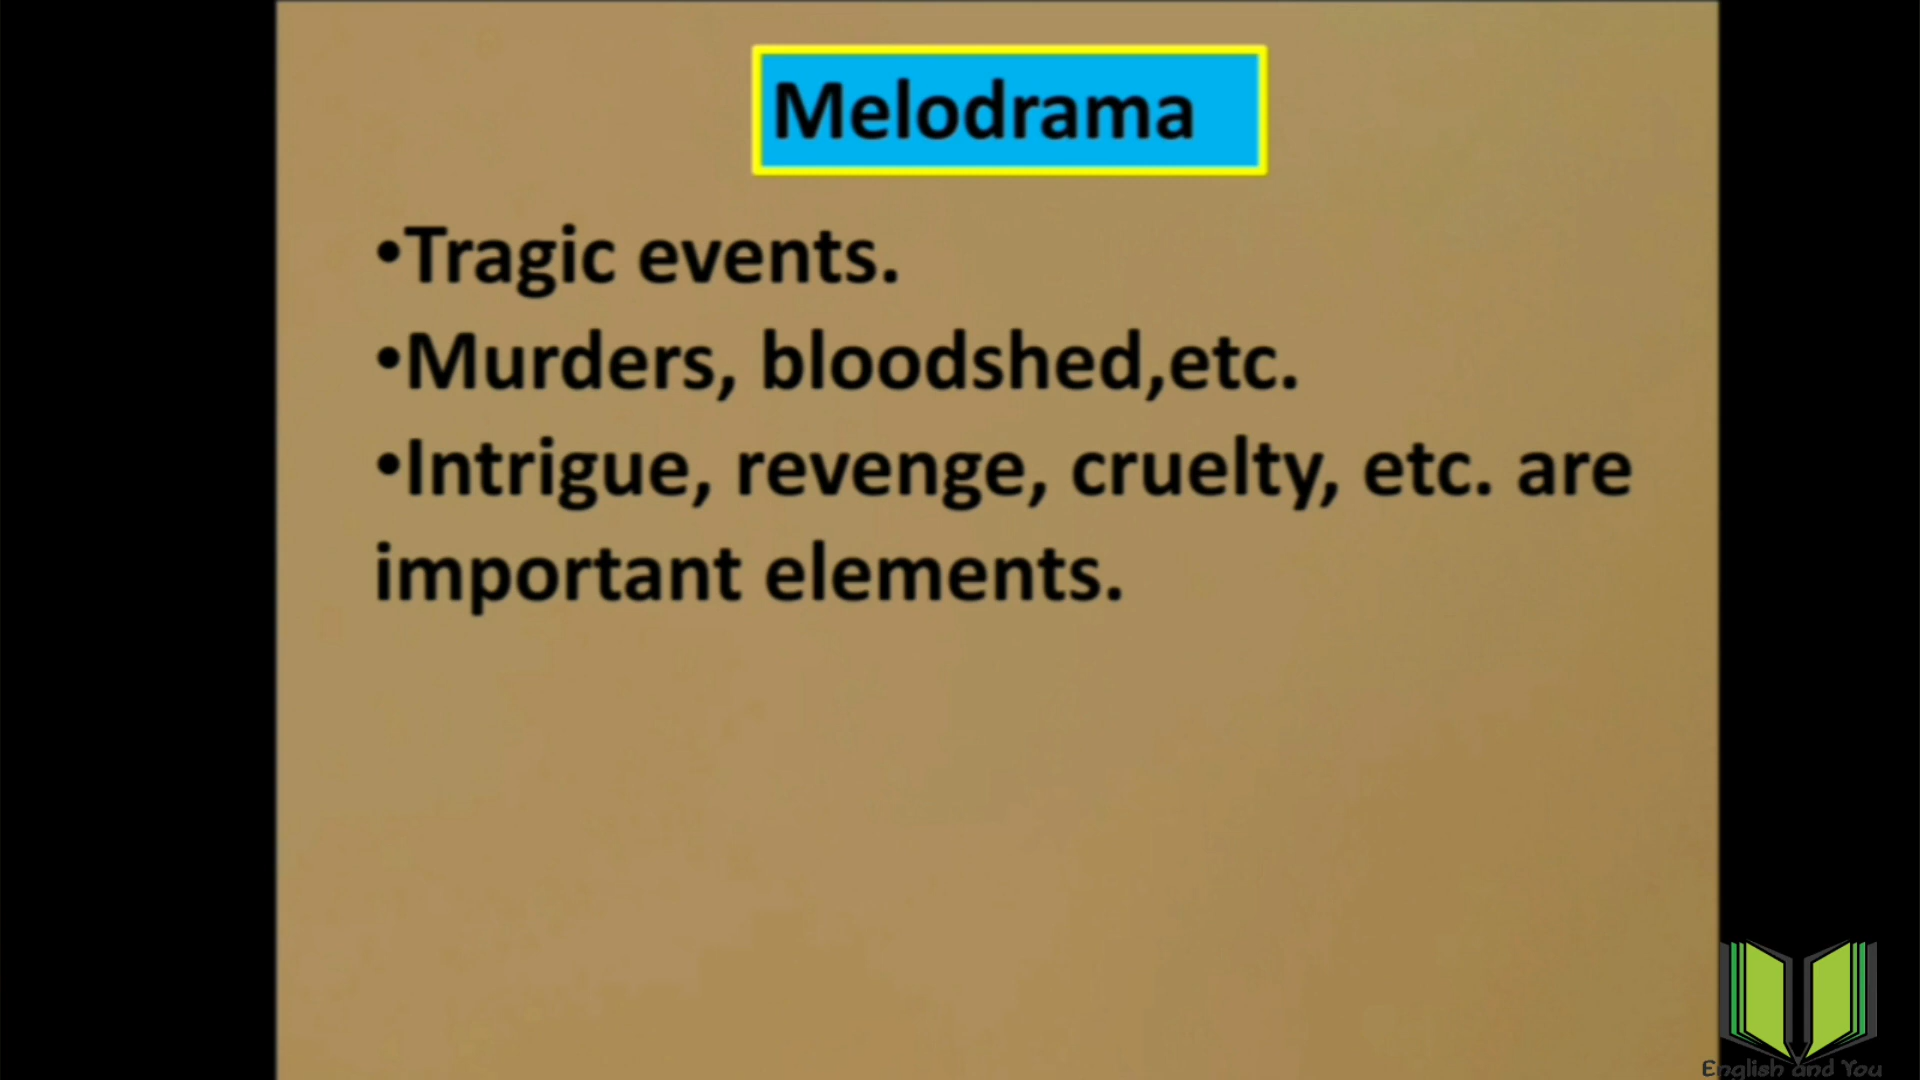 Melodrama
•Tragic events.
•Murders, bloodshed,etc.
•Intrigue, revenge, cruelty, etc. are
important elements.
English and You